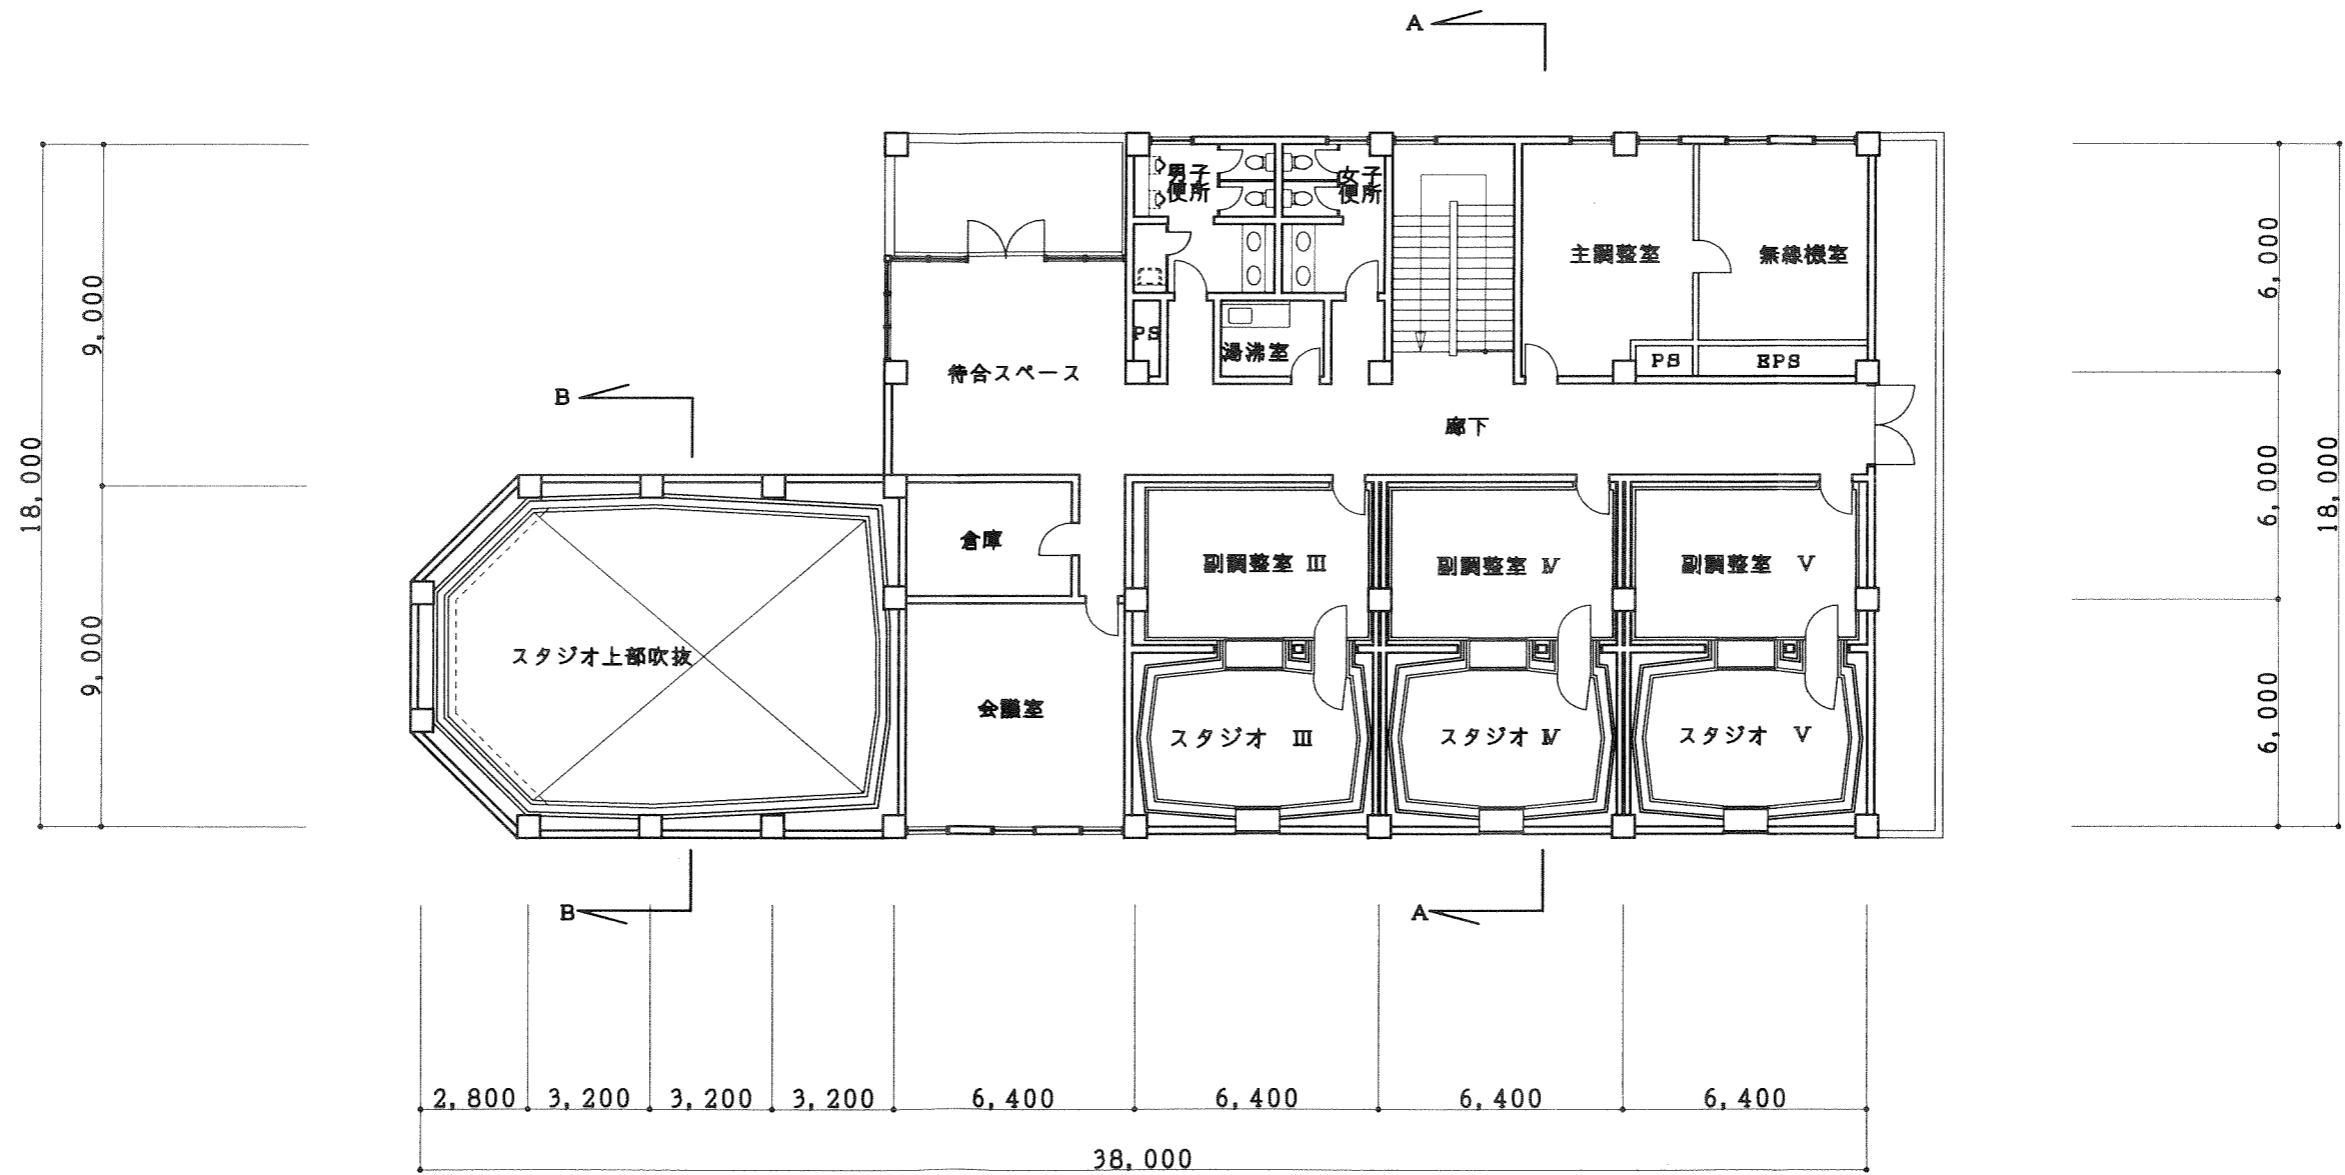 A
男子
便所
女子
便所
主調整室
無線機室
PS
湯沸室
PS
EPS
待合スペース
B
廊下
倉庫
副調整室 Ⅲ
副調整室 Ⅳ
副調整室 Ⅴ
スタジオ上部吹抜
会議室
スタジオ Ⅲ
スタジオ Ⅳ
スタジオ Ⅴ
B
A
18,000
9,000
9,000
6,000
6,000
6,000
18,000
2,800
3,200
3,200
3,200
6,400
6,400
6,400
6,400
38,000